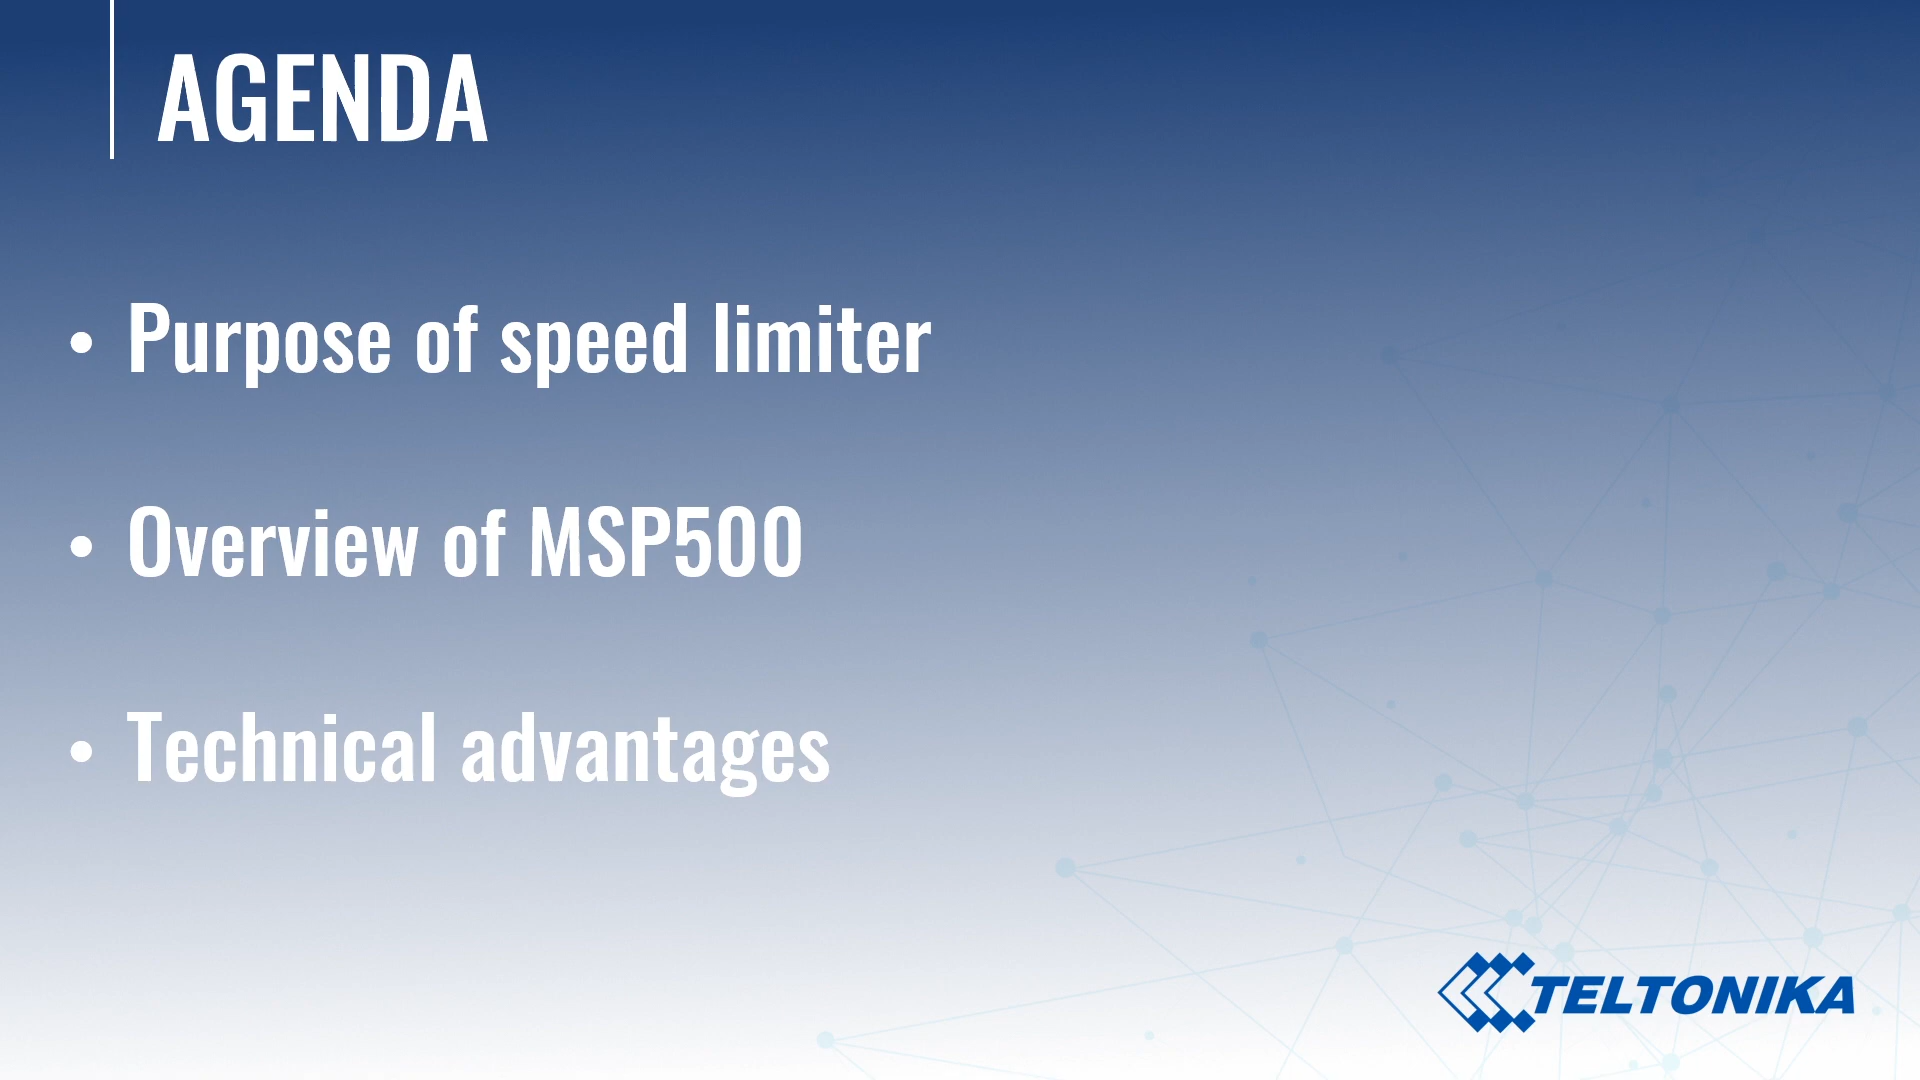 AGENDA
• Purpose of speed limiter
• Overview of MSP500
• Technical advantages
TELTONIKA